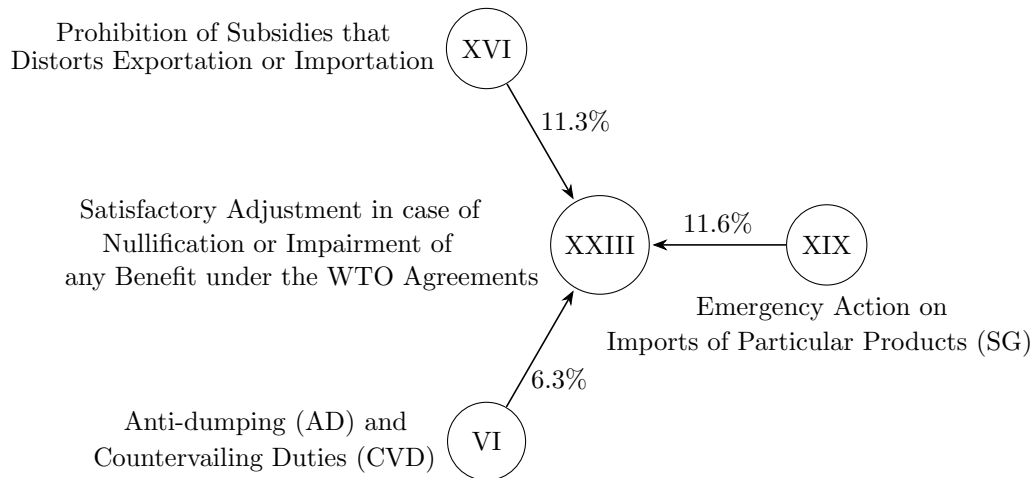 Prohibition of Subsidies that
Distorts Exportation or Importation
XVI
11.3%
Satisfactory Adjustment in case of
Nullification or Impairment of
any Benefit under the WTO Agreements
XXIII
11.6%
XIX
Emergency Action on
Imports of Particular Products (SG)
6.3%
Anti-dumping (AD) and
Countervailing Duties (CVD)
VI